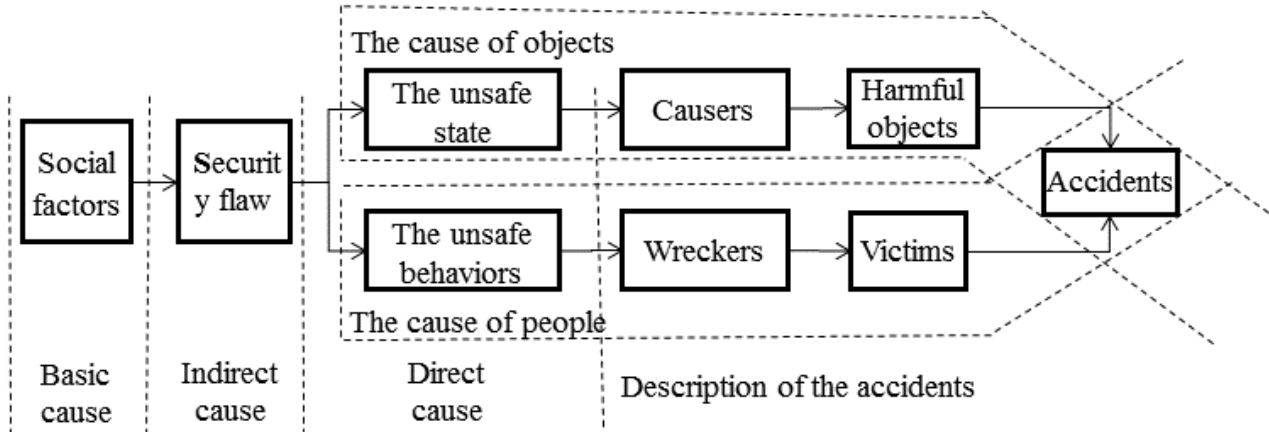 The cause of objects
The unsafe
state
Causers
Harmful
objects
Social
factors
Securit
y flaw
Accidents
The unsafe
behaviors
Wreckers
Victims
The cause of people
Basic
cause
Indirect
cause
Direct
cause
Description of the accidents